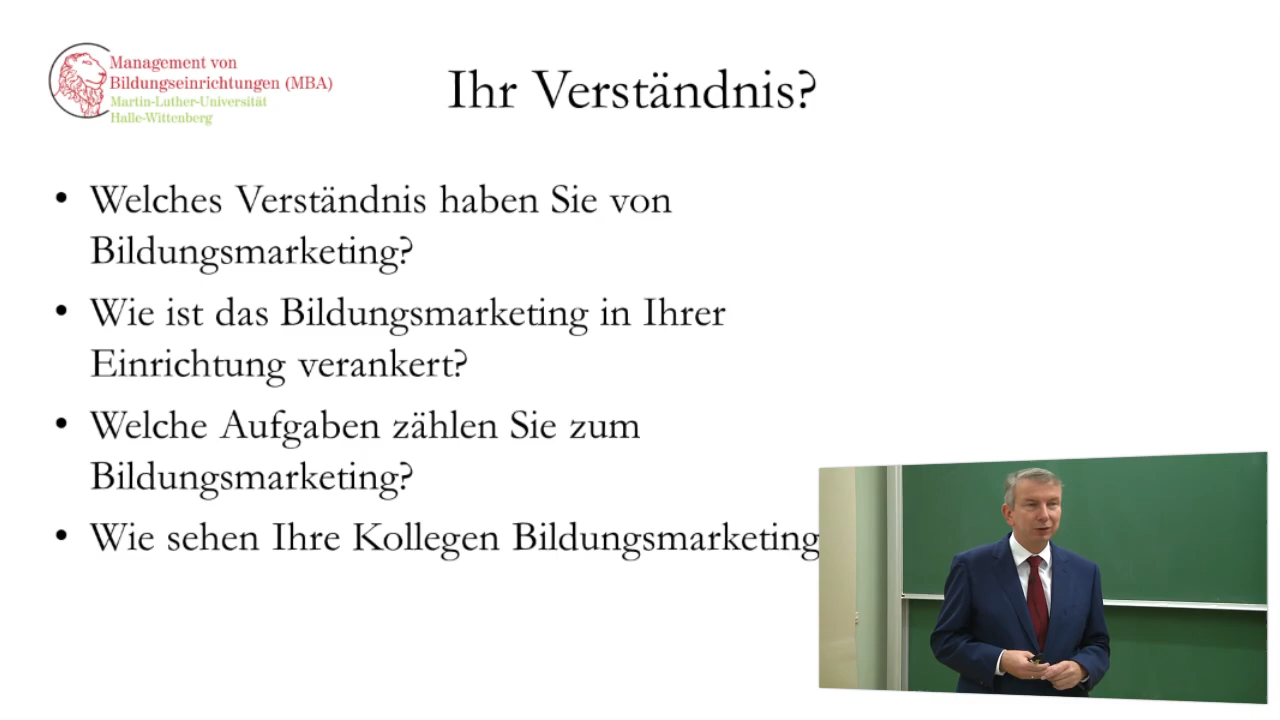 Management von
Bildungseinrichtungen (MBA)
Martin-Luther-Universität
Halle-Wittenberg
Ihr Verständnis?
• Welches Verständnis haben Sie von
Bildungsmarketing?
• Wie ist das Bildungsmarketing in Ihrer
Einrichtung verankert?
• Welche Aufgaben zählen Sie zum
Bildungsmarketing?
• Wie sehen Ihre Kollegen Bildungsmarketing